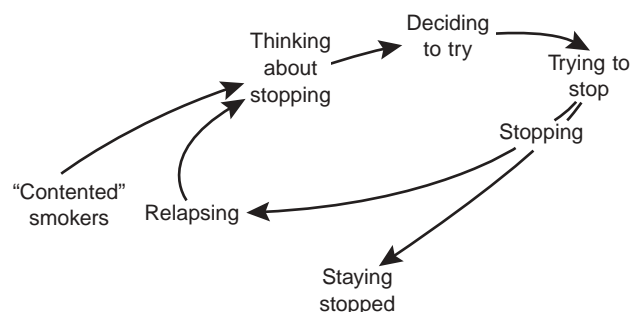 Deciding
to try
Thinking
about
stopping
Trying to
stop
Stopping
“Contented”
smokers
Relapsing
Staying
stopped